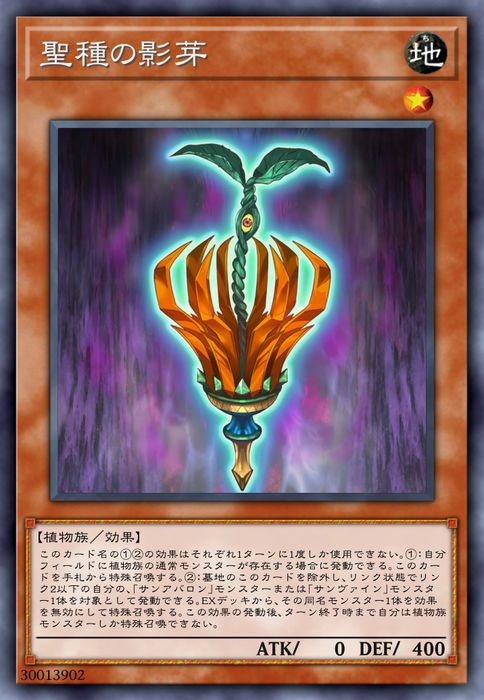 聖種の影芽
ち
地
【植物族／効果】
このカード名の①②の効果はそれぞれ1ターンに1度しか使用できない。①：自分
フィールドに植物族の通常モンスターが存在する場合に発動できる。このカー
ドを手札から特殊召喚する。②：墓地のこのカードを除外し、リンク状態でリン
ク2以下の自分の、「サンアバロン」モンスターまたは「サンヴァイン」モンスタ
ー1体を対象として発動できる。EXデッキから、その同名モンスター1体を効果
を無効にして特殊召喚する。この効果の発動後、ターン終了時まで自分は植物族
モンスターしか特殊召喚できない。
ATK/ 0 DEF/ 400
30013902